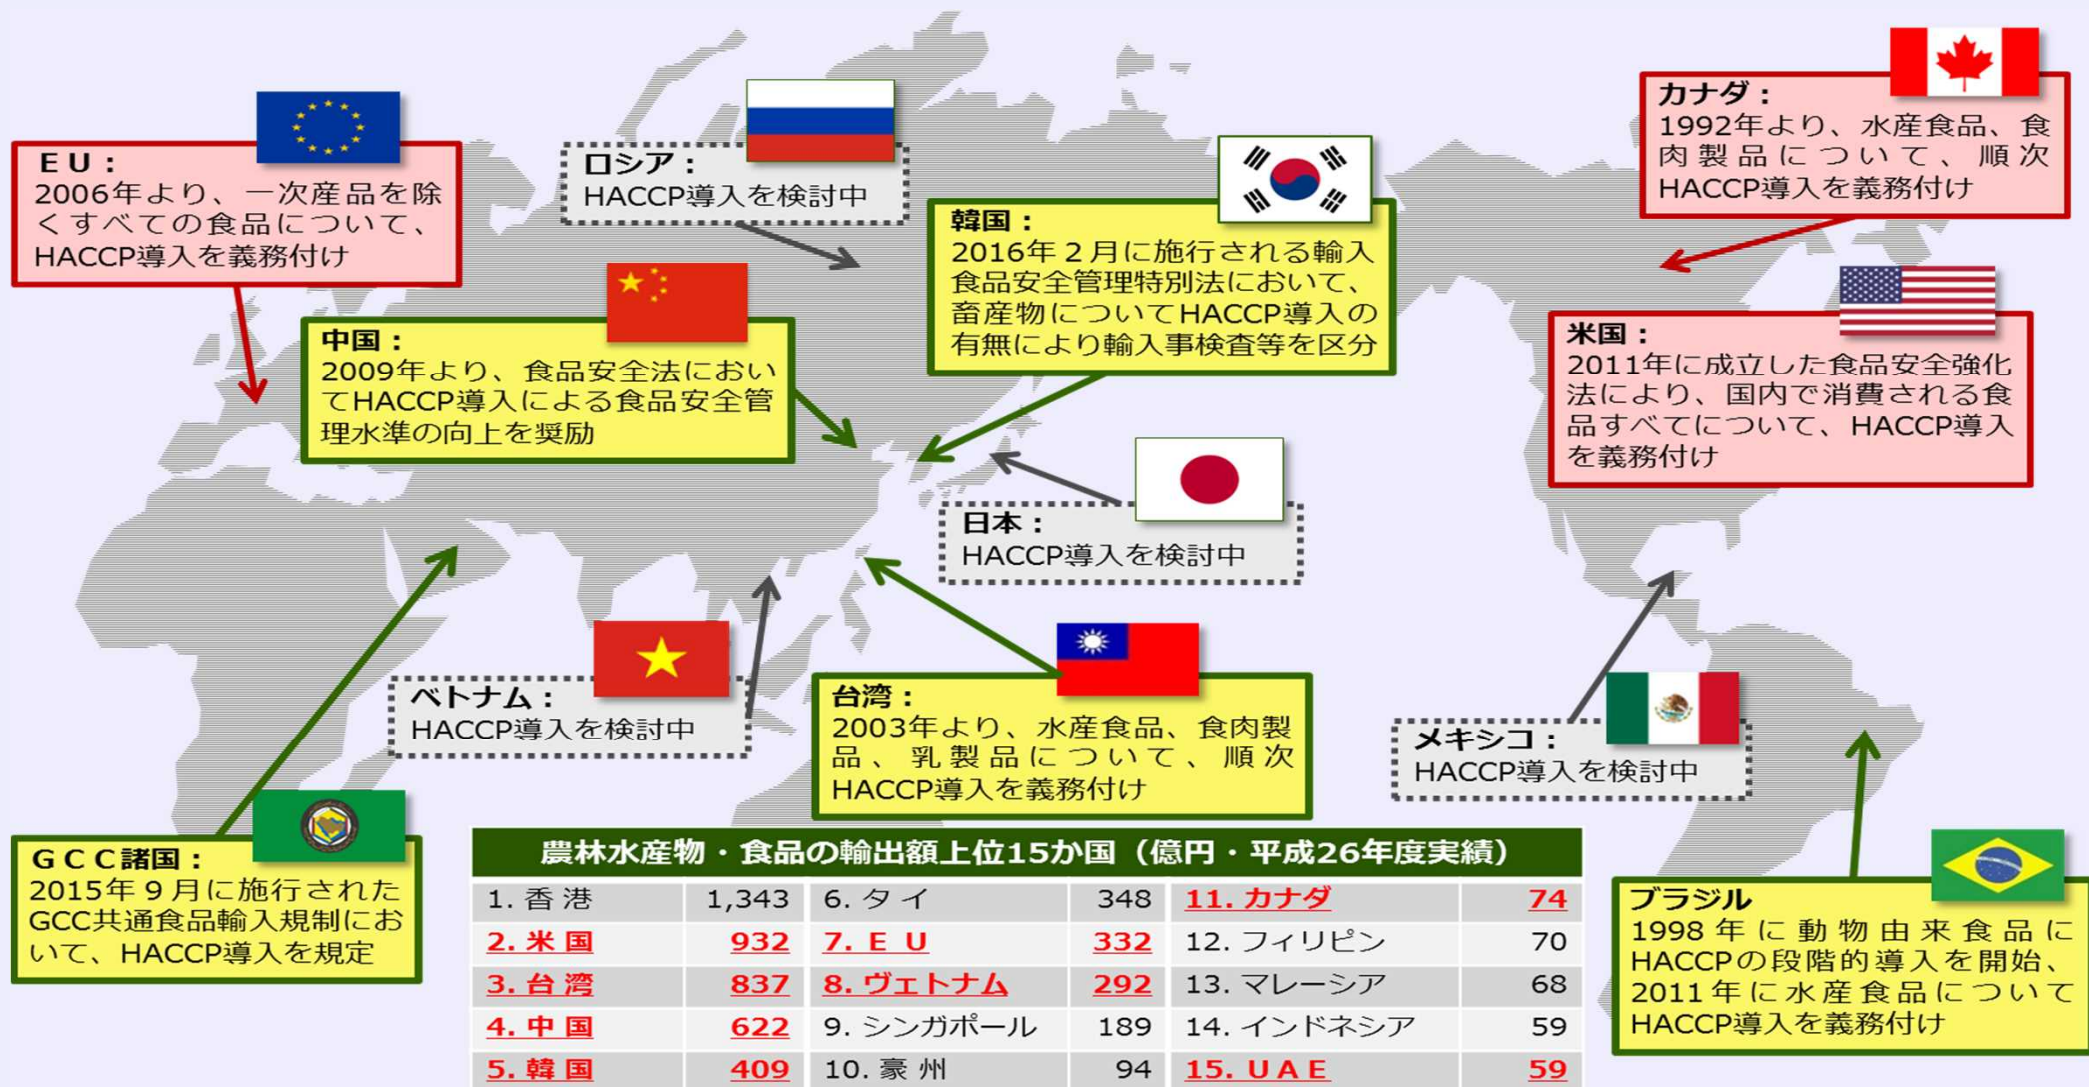 EU:
2006年より、一次産品を除
くすべての食品について、
HACCP導入を義務付け
ロシア:
HACCP導入を検討中
カナダ:
1992年より、水産食品、食
肉製品について、順次
HACCP導入を義務付け
韓国:
2016年2月に施行される輸入
食品安全管理特別法において、
畜産物についてHACCP導入の
有無により輸入事検査等を区分
中国:
2009年より、食品安全法におい
てHACCP導入による食品安全管
理水準の向上を奨励
米国:
2011年に成立した食品安全強化
法により、国内で消費される食
品すべてについて、HACCP導入
を義務付け
日本:
HACCP導入を検討中
ベトナム:
HACCP導入を検討中
台湾:
2003年より、水産食品、食肉製
品、乳製品について、順次
HACCP導入を義務付け
メキシコ:
HACCP導入を検討中
GCC諸国:
2015年9月に施行された
GCC共通食品輸入規制にお
いて、HACCP導入を規定
ブラジル
1998年に動物由来食品に
HACCPの段階的導入を開始、
2011年に水産食品について
HACCP導入を義務付け
農林水産物・食品の輸出額上位15か国(億円・平成26年度実績)
1. 香港 1,343 6. タイ 348 11. カナダ 74
2. 米国 932 7. EU 332 12. フィリピン 70
3. 台湾 837 8. ヴェトナム 292 13. マレーシア 68
4. 中国 622 9. シンガポール 189 14. インドネシア 59
5. 韓国 409 10. 豪州 94 15. UAE 59